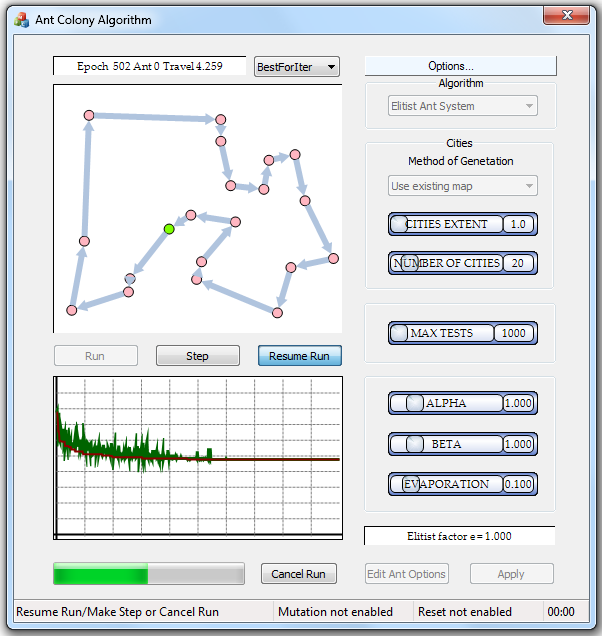 Ant Colony Algorithm
Epoch 502 Ant 0 Travel 4.259
BestForIter
Options...
Algorithm
Elitist Ant System
Cities
Method of Genetation
Use existing map
CITIES EXTENT 1.0
NUMBER OF CITIES 20
MAX TESTS 1000
Run
Step
Resume Run
ALPHA 1.000
BETA 1.000
EVAPORATION 0.100
Elitist factor e = 1.000
Cancel Run
Edit Ant Options
Apply
Resume Run/Make Step or Cancel Run
Mutation not enabled
Reset not enabled
00:00